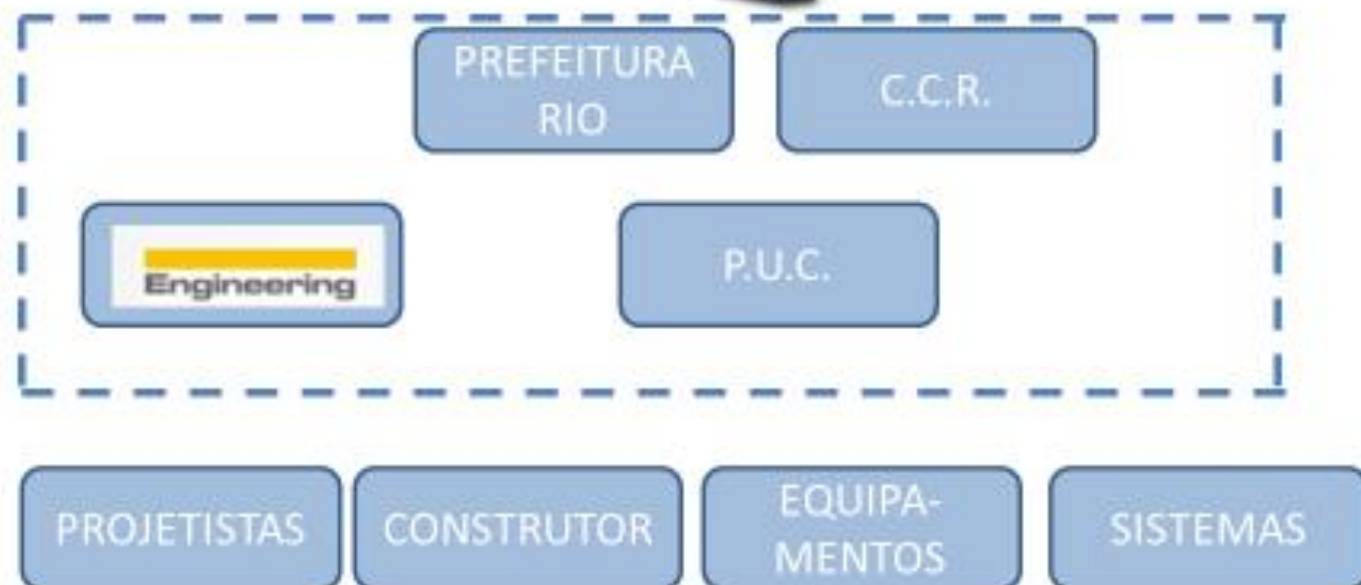 PREFEITURA
RIO
C.C.R.
Engineering
P.U.C.
PROJETISTAS
CONSTRUTOR
EQUIPA-
MENTOS
SISTEMAS